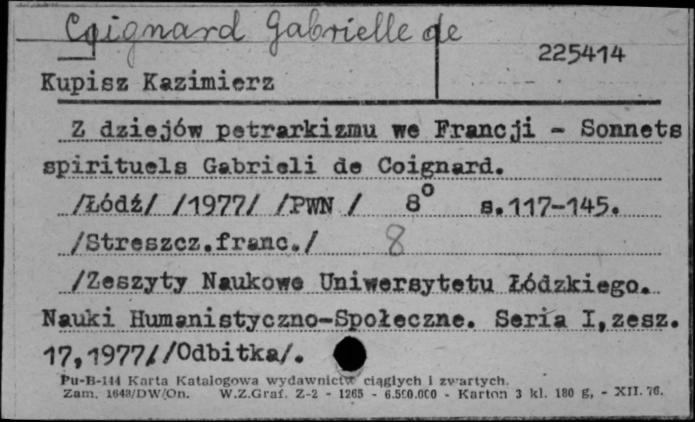 Coignard Gabrielle de
225414
Kupisz Kazimierz
Z dziejów petrarkizmu we Francji - Sonnets
spirituels Gabrieli de Coignard.
/Łódź/ /1977/ /PWN / 8° s.117-145.
/Streszcz.franc./ 8
/Zeszyty Naukowe Uniwersytetu Łódzkiego.
Nauki Humanistyczno-Społeczne. Seria I,zesz.
17,1977//Odbitka/.
Pu-B-144 Karta Katalogowa wydawnictw ciągłych i zwartych.
Zam. 1648/DW/On. W.Z.Graf. Z-2 - 1265 - 6.500.000 - Karton 3 kl. 180 g, - XII. 76.